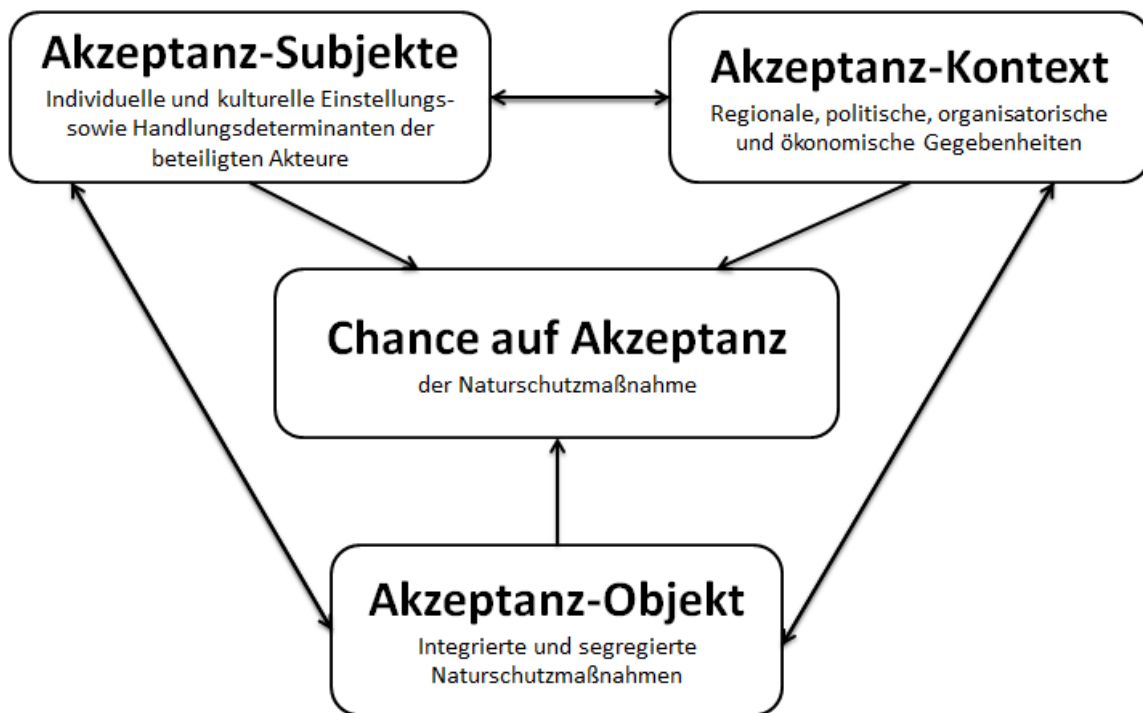 Akzeptanz-Subjekte
Individuelle und kulturelle Einstellungs-
sowie Handlungsdeterminanten der
beteiligten Akteure
Akzeptanz-Kontext
Regionale, politische, organisatorische
und ökonomische Gegebenheiten
Chance auf Akzeptanz
der Naturschutzmaßnahme
Akzeptanz-Objekt
Integrierte und segregierte
Naturschutzmaßnahmen